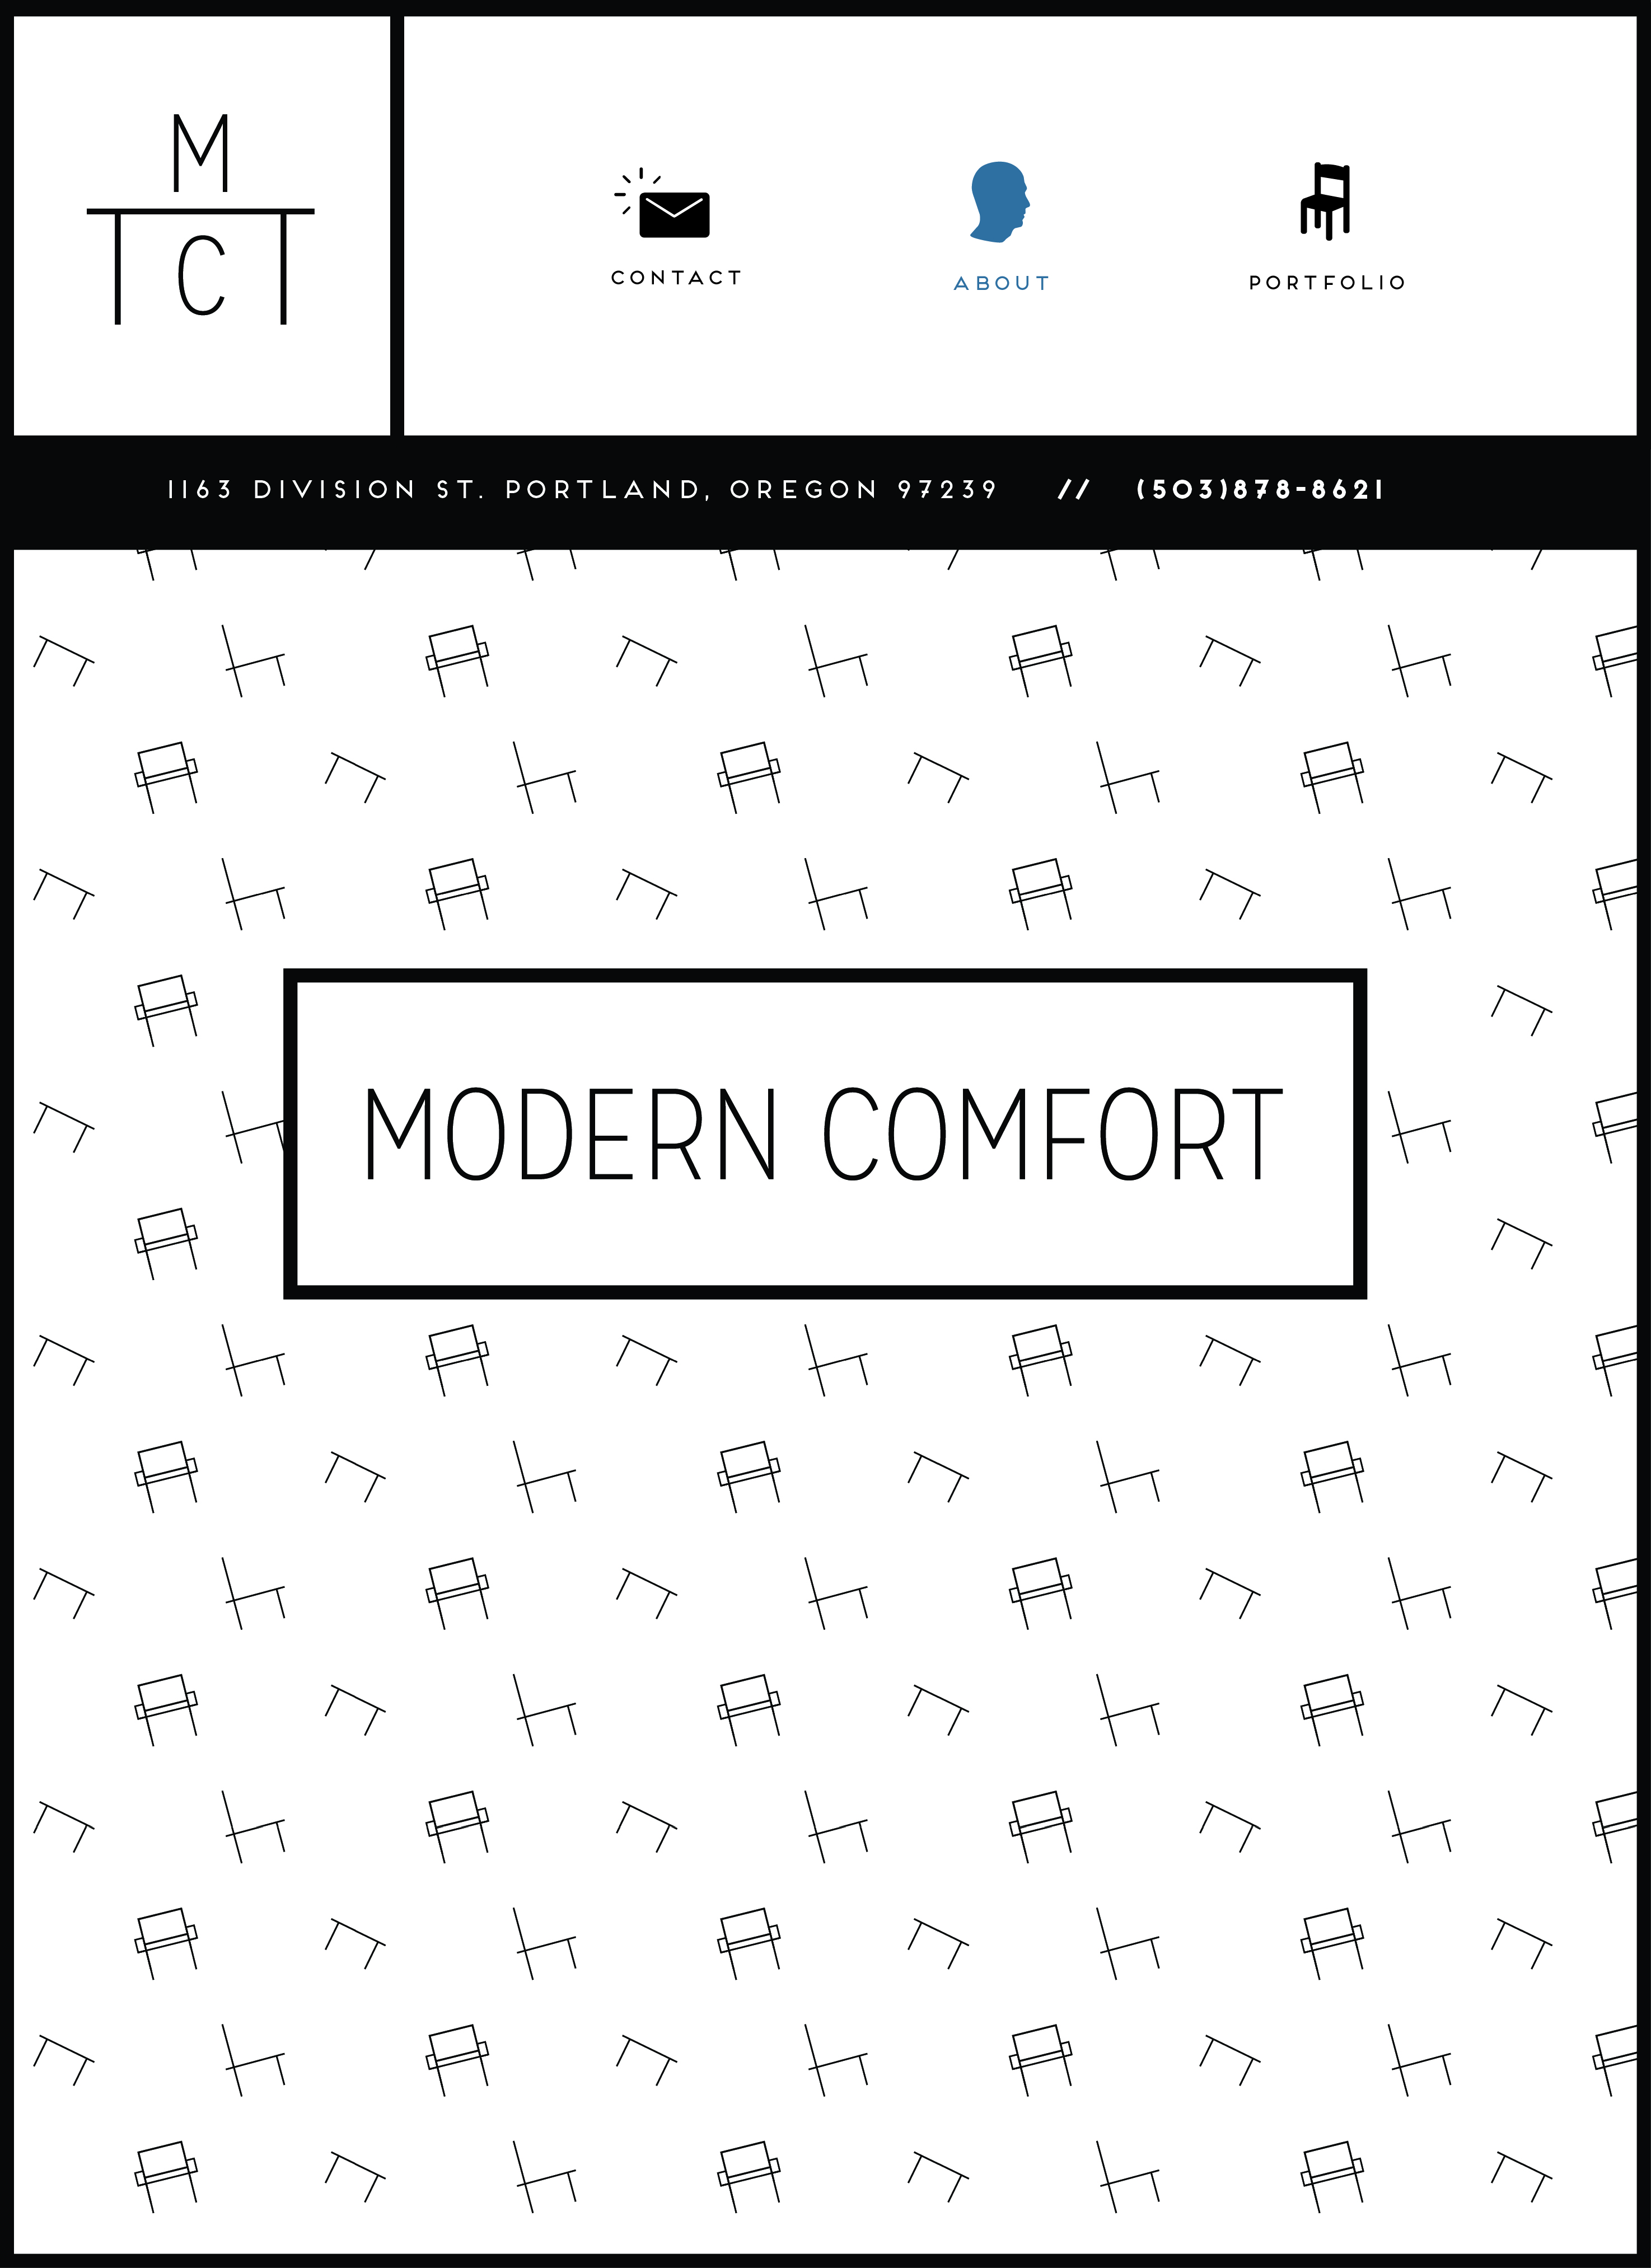 M
C
CONTACT
ABOUT
PORTFOLIO
1163 DIVISION ST. PORTLAND, OREGON 97239 // (503)878-8621
MODERN COMFORT